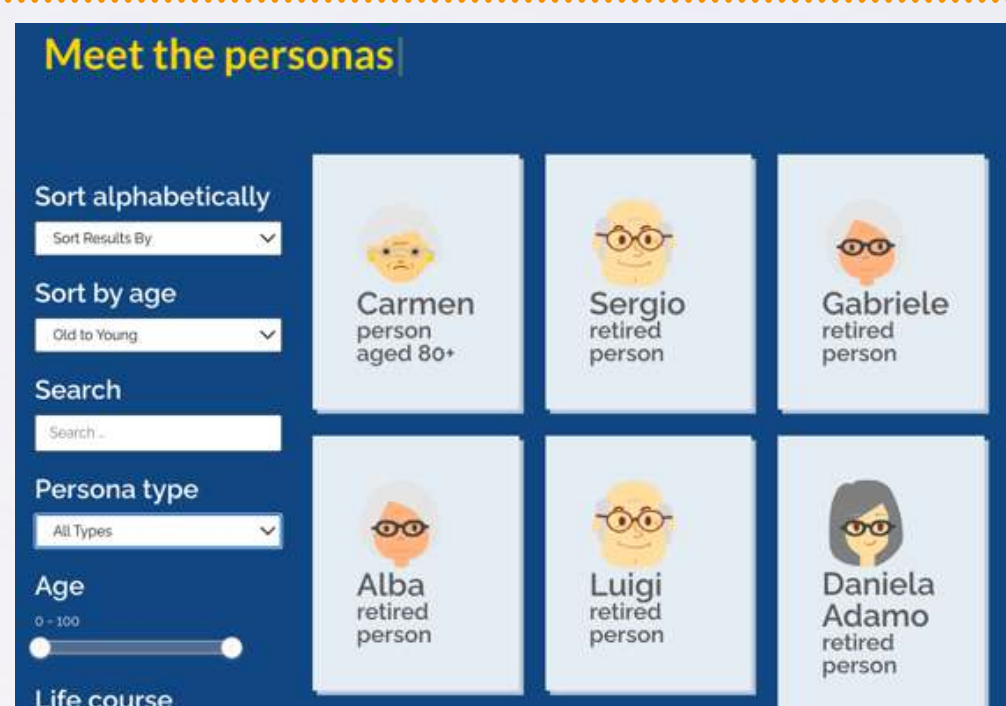 Meet the personas
Sort alphabetically
Sort Results By
Sort by age
Old to Young
Search
Search ..
Persona type
All Types
Age
0 - 100
Life course
Carmen
person
aged 80+
Sergio
retired
person
Gabriele
retired
person
Alba
retired
person
Luigi
retired
person
Daniela
Adamo
retired
person